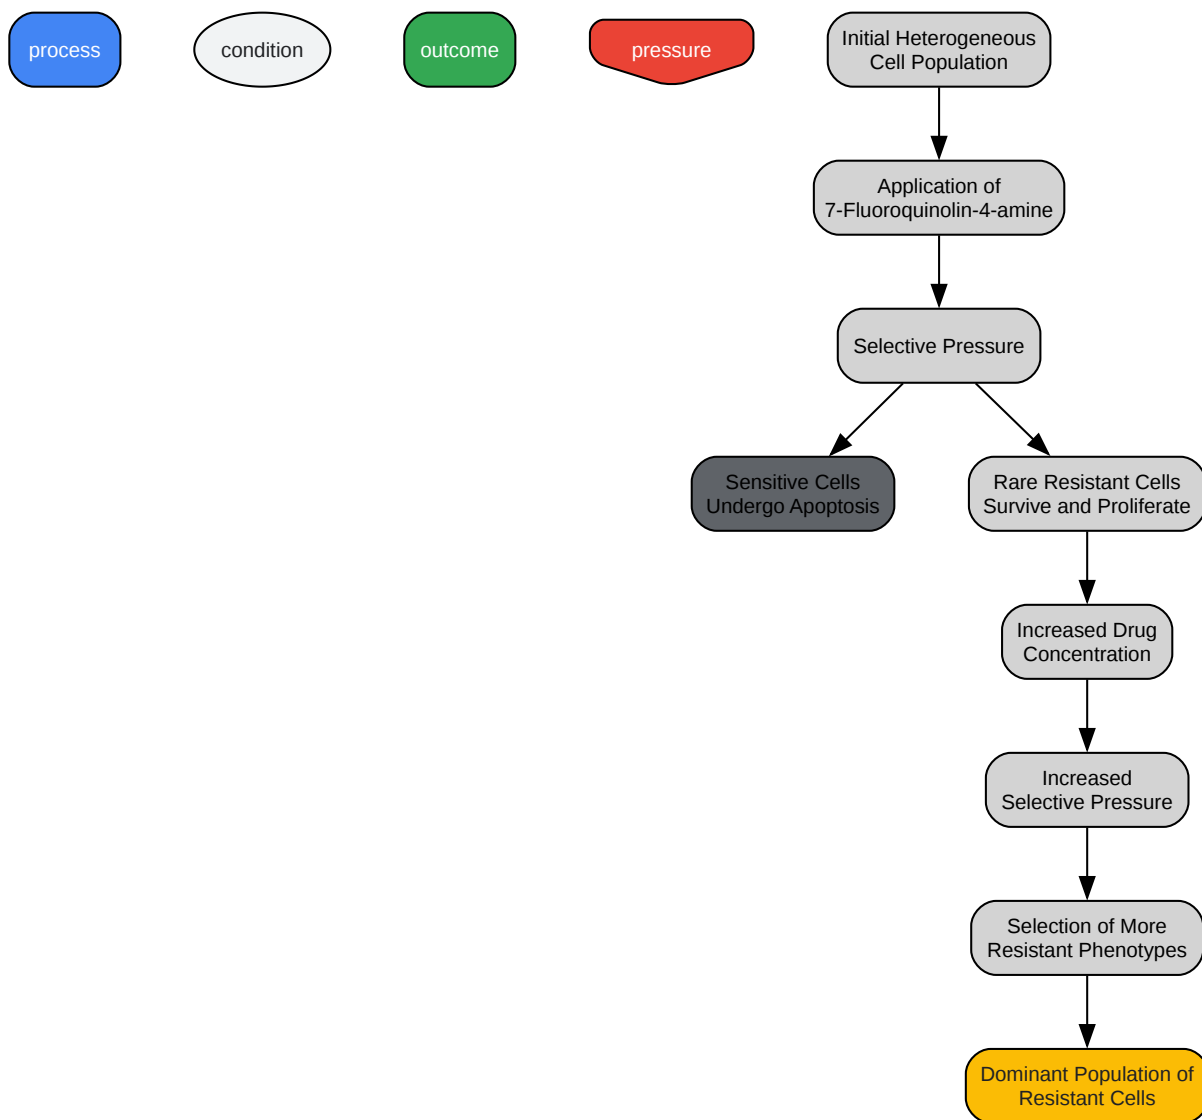 process
condition
outcome
pressure
Initial Heterogeneous
Cell Population
Application of
7-Fluoroquinolin-4-amine
Selective Pressure
Sensitive Cells
Undergo Apoptosis
Rare Resistant Cells
Survive and Proliferate
Increased Drug
Concentration
Increased
Selective Pressure
Selection of More
Resistant Phenotypes
Dominant Population of
Resistant Cells